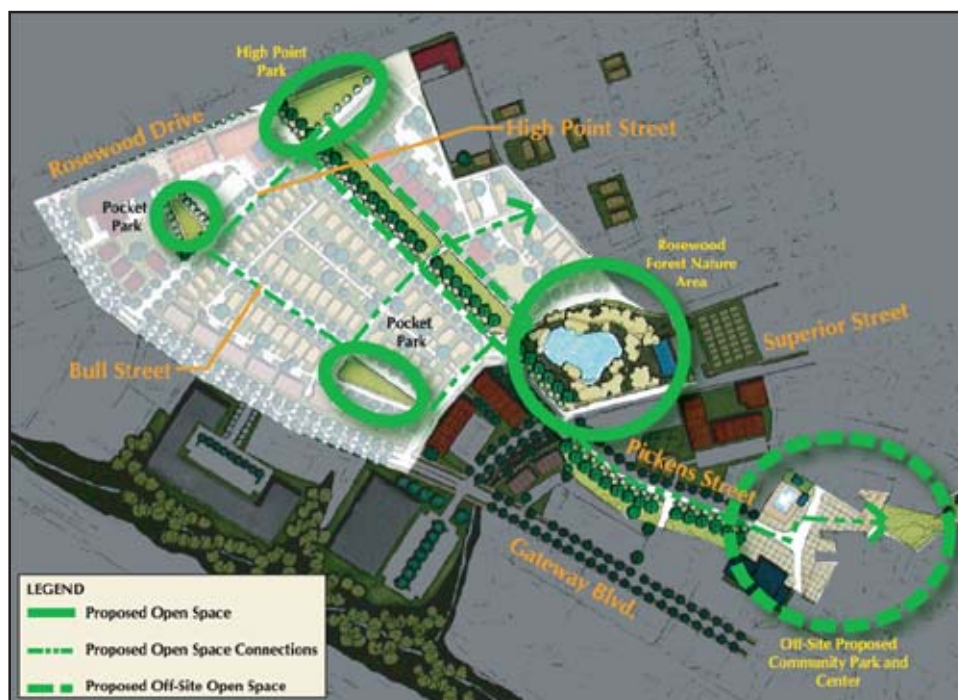 High Point
Park
Rosewood Drive
High Point Street
Pocket
Park
Rosewood
Forest Nature
Area
Superior Street
Pocket
Park
Bull Street
Pickens Street
Gateway Blvd.
LEGEND
Proposed Open Space
Proposed Open Space Connections
Proposed Off-Site Open Space
Off-Site Proposed
Community Park and
Center